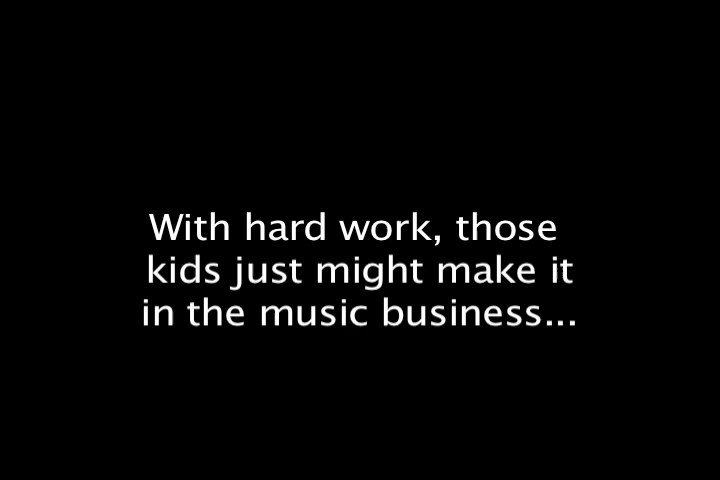 With hard work, those
kids just might make it
in the music business...